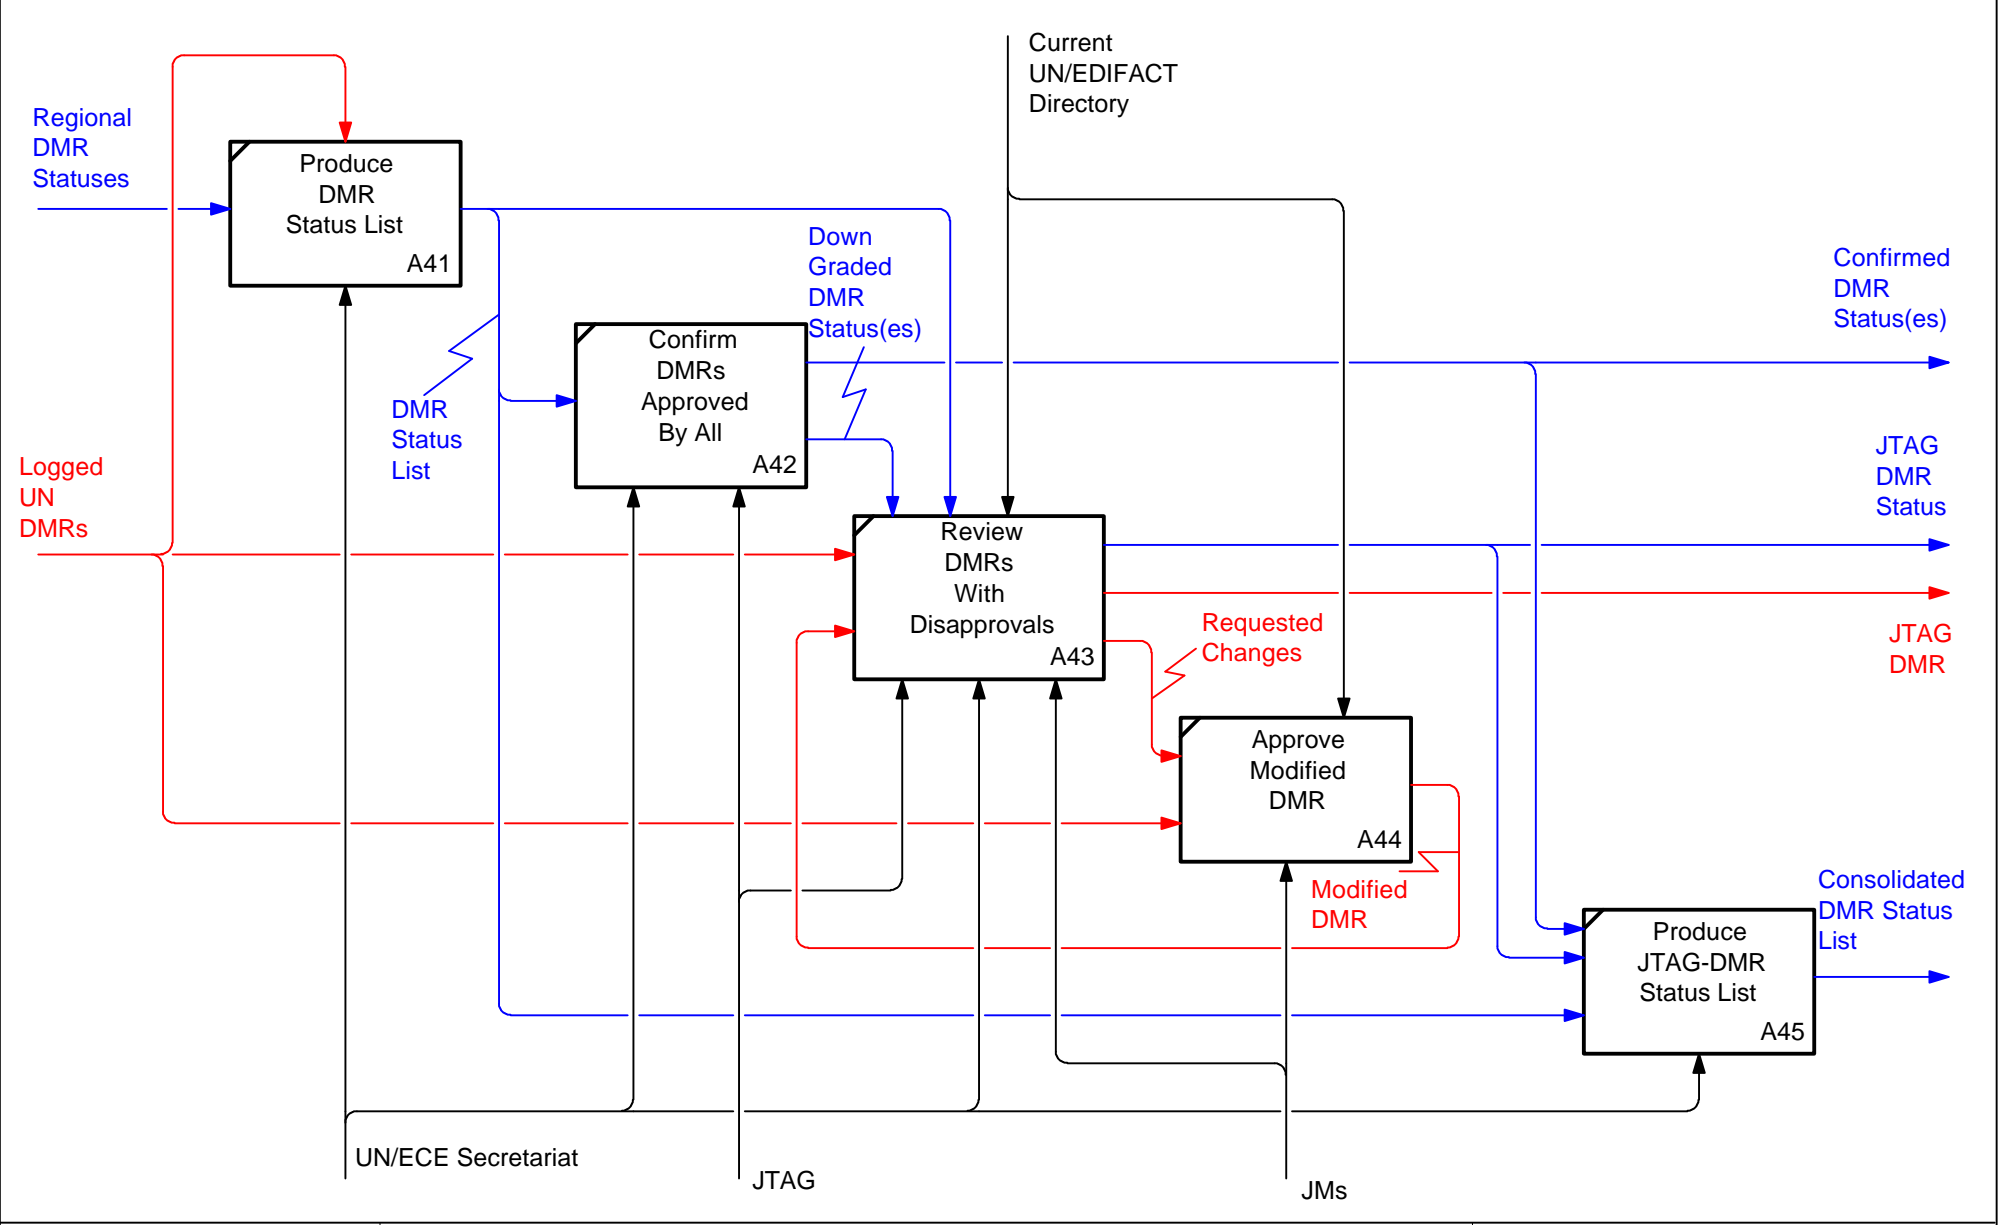 Current
UN/EDIFACT
Directory
Regional
DMR
Statuses
Produce
DMR
Status List
A41
Down
Graded
DMR
Status(es)
Confirmed
DMR
Status(es)
Confirm
DMRs
Approved
By All
A42
DMR
Status
List
Logged
UN
DMRs
JTAG
DMR
Status
Review
DMRs
With
Disapprovals
A43
Requested
Changes
JTAG
DMR
Approve
Modified
DMR
A44
Modified
DMR
Consolidated
DMR Status
List
Produce
JTAG-DMR
Status List
A45
UN/ECE Secretariat
JTAG
JMs